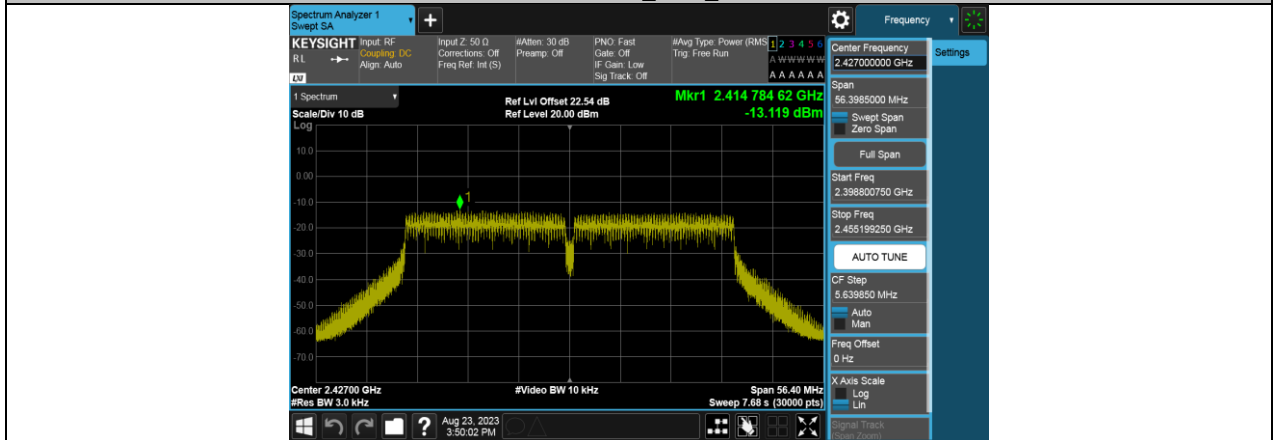 Spectrum Analyzer 1
Swept SA
+
Frequency
KEYSIGHT
RL
LXI
Input: RF
Coupling: DC
Align: Auto
Input Z: 50 Ω
Corrections: Off
Freq Ref: Int (S)
#Atten: 30 dB
Preamp: Off
PNO: Fast
Gate: Off
IF Gain: Low
Sig Track: Off
#Avg Type: Power (RMS
Trig: Free Run
1 2 3 4 5 6
A W W W W W
A A A A A A
1 Spectrum
Scale/Div 10 dB
Ref Lvl Offset 22.54 dB
Ref Level 20.00 dBm
Mkr1 2.414 784 62 GHz
-13.119 dBm
Log
10.0
0.00
-10.0
-20.0
-30.0
-40.0
-50.0
-60.0
-70.0
1
Center 2.42700 GHz
#Res BW 3.0 kHz
#Video BW 10 kHz
Span 56.40 MHz
Sweep 7.68 s (30000 pts)
?
Aug 23, 2023
3:50:02 PM
Center Frequency
2.427000000 GHz
Settings
Span
56.3985000 MHz
Swept Span
Zero Span
Full Span
Start Freq
2.398800750 GHz
Stop Freq
2.455199250 GHz
AUTO TUNE
CF Step
5.639850 MHz
Auto
Man
Freq Offset
0 Hz
X Axis Scale
Log
Lin
Signal Track
(Span Zoom)